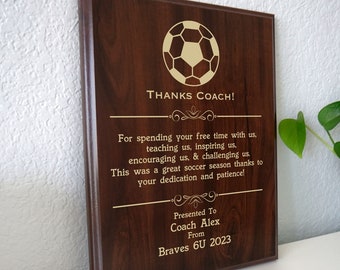 THANKS COACH!
For spending your free time with us,
teaching us, inspiring us,
encouraging us, & challenging us.
This was a great soccer season thanks to
your dedication and patience!
Presented To
Coach Alex
From
Braves 6U 2023